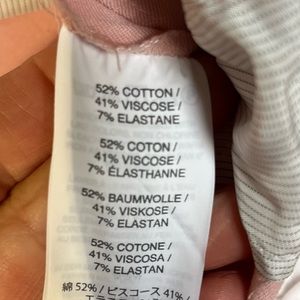 52% COTTON /
41% VISCOSE /
7% ELASTANE
52% COTON /
41% VISCOSE /
7% ÉLASTHANNE
52% BAUMWOLLE /
41% VISKOSE /
7% ELASTAN
52% COTONE /
41% VISCOSA /
7% ELASTAN
綿 52% / ビスコース 41% /